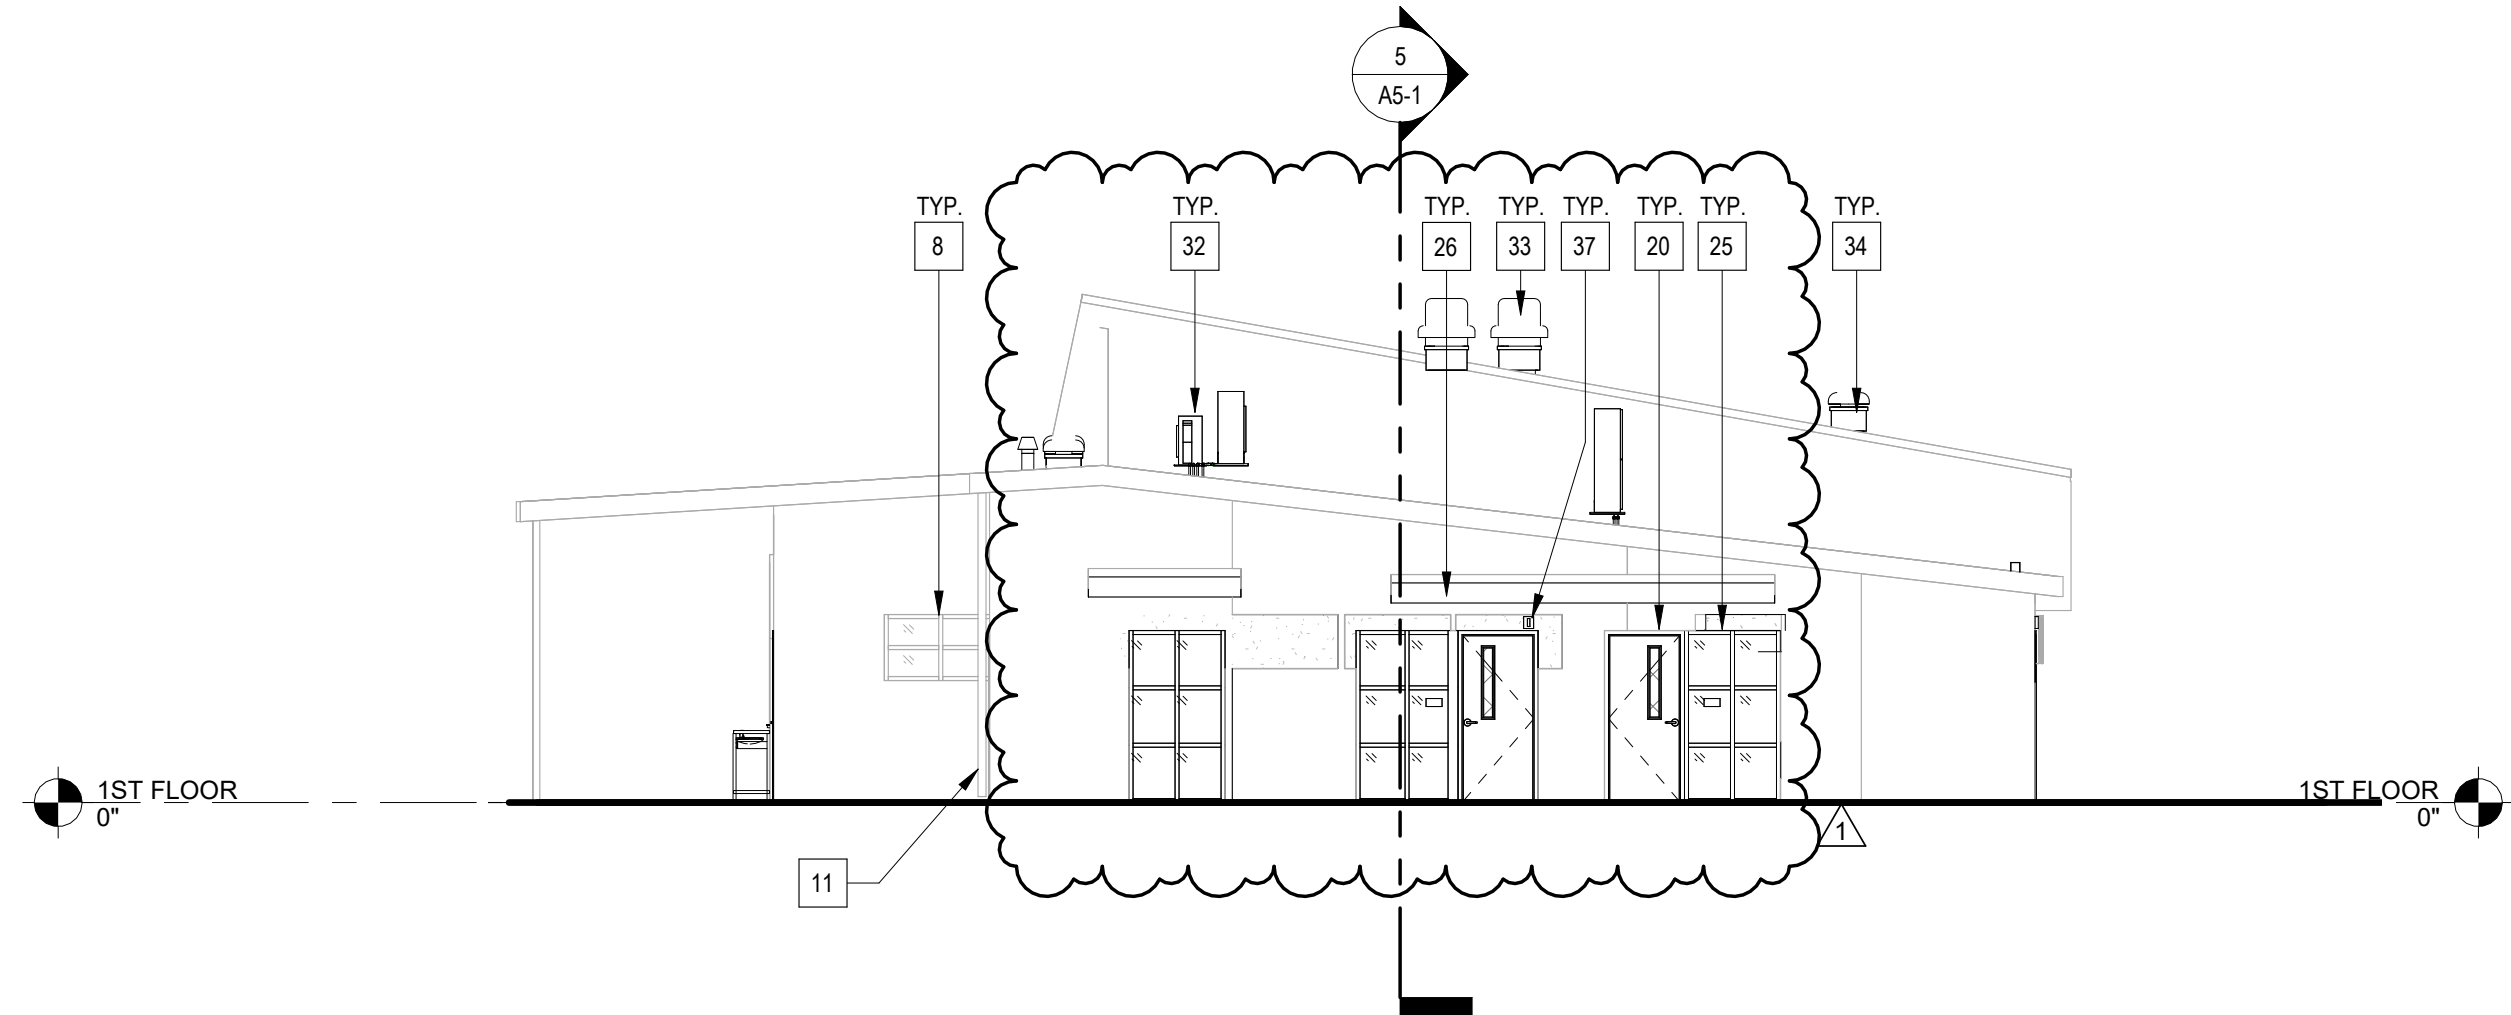 5
A5-1
TYP.
8
TYP.
32
TYP.
26
TYP.
33
TYP.
37
TYP.
20
TYP.
25
TYP.
34
1ST FLOOR
0"
1ST FLOOR
0"
1
11